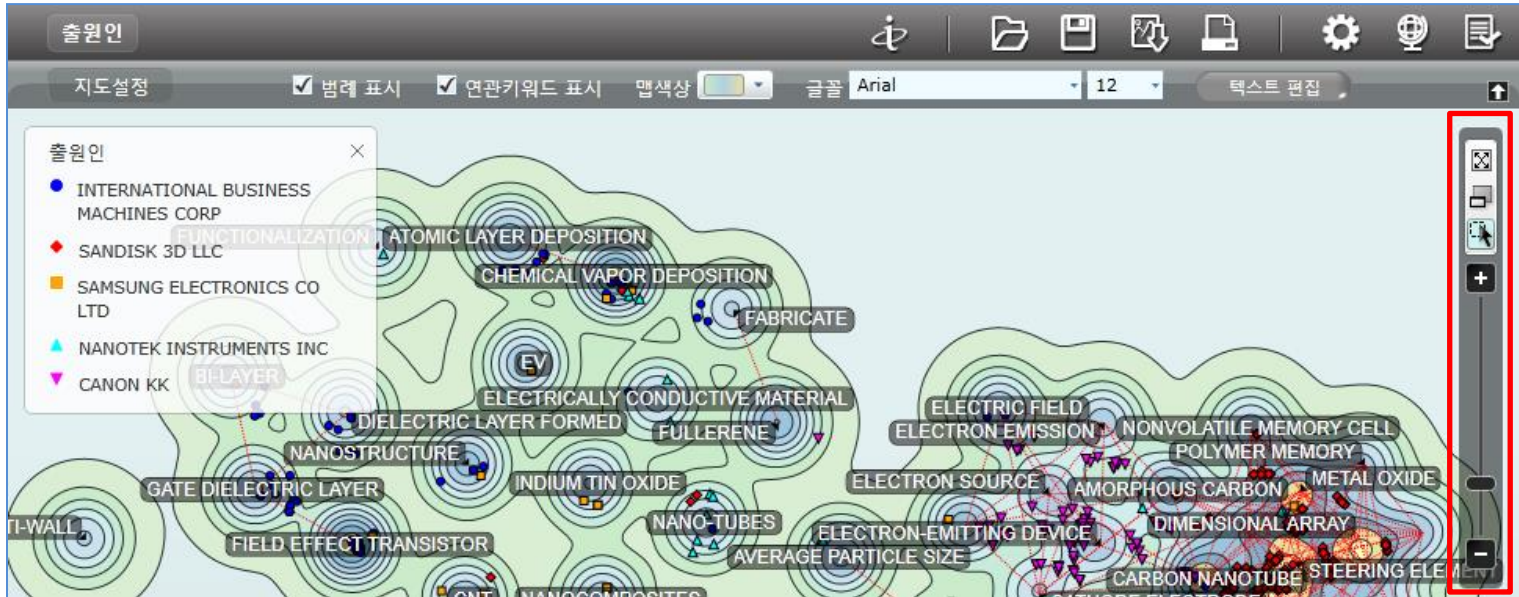 출원인
지도설정
범례 표시
연관키워드 표시
맵색상
글꼴
Arial
12
텍스트 편집
출원인
INTERNATIONAL BUSINESS
MACHINES CORP
SANDISK 3D LLC
SAMSUNG ELECTRONICS CO
LTD
NANOTEK INSTRUMENTS INC
CANON KK
FUNCTIONALIZATION
ATOMIC LAYER DEPOSITION
CHEMICAL VAPOR DEPOSITION
FABRICATE
EV
BI-LAYER
ELECTRICALLY CONDUCTIVE MATERIAL
DIELECTRIC LAYER FORMED
FULLERENE
ELECTRIC FIELD
ELECTRON EMISSION
NONVOLATILE MEMORY CELL
POLYMER MEMORY
NANOSTRUCTURE
METAL OXIDE
GATE DIELECTRIC LAYER
INDIUM TIN OXIDE
ELECTRON SOURCE
AMORPHOUS CARBON
TI-WALL
NANO-TUBES
DIMENSIONAL ARRAY
FIELD EFFECT TRANSISTOR
ELECTRON-EMITTING DEVICE
AVERAGE PARTICLE SIZE
CARBON NANOTUBE
STEERING ELEMENT
CNT
NANOCOMPOSITES
CATHODE ELECTRODE